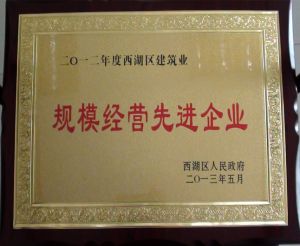 二〇一二年度西湖区建筑业
规模经营先进企业
西湖区人民政府
二〇一三年五月